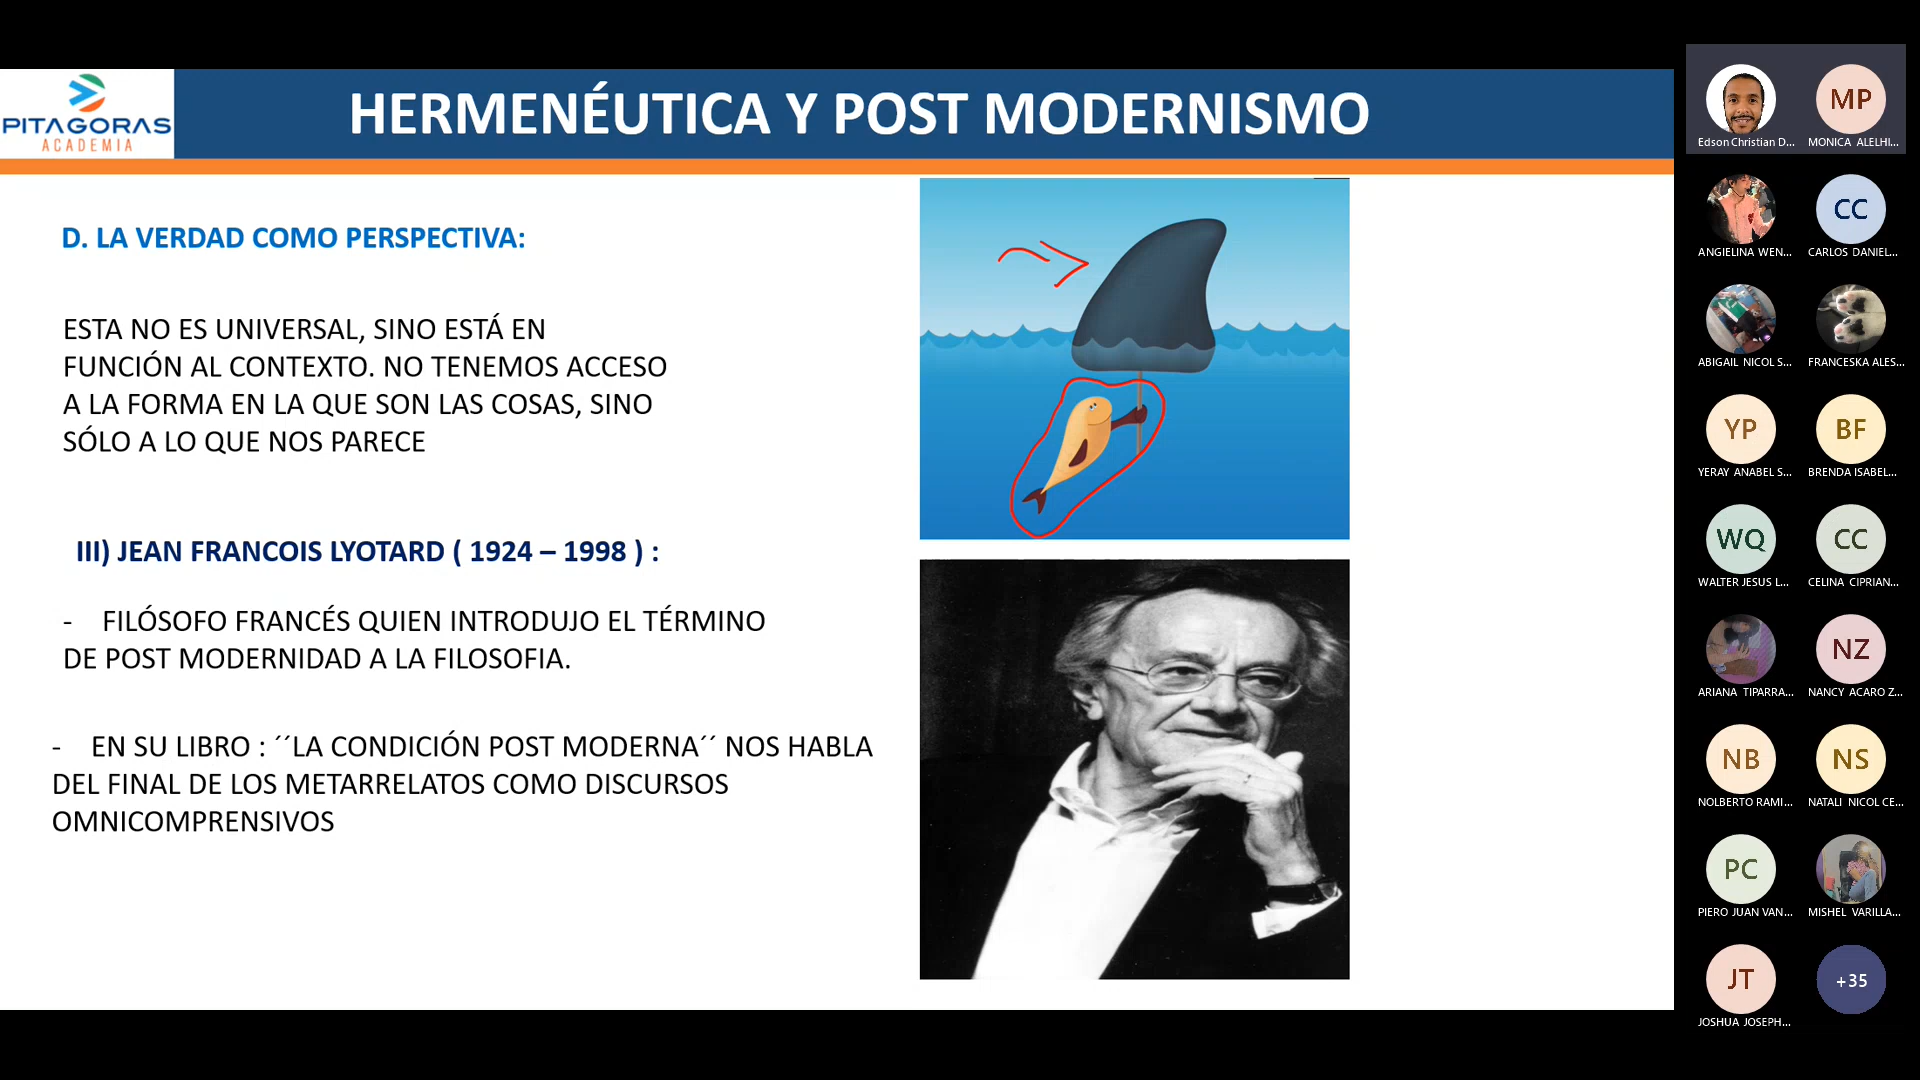 PITAGORAS
ACADEMIA
HERMENÉUTICA Y POST MODERNISMO
D. LA VERDAD COMO PERSPECTIVA:
ESTA NO ES UNIVERSAL, SINO ESTÁ EN
FUNCIÓN AL CONTEXTO. NO TENEMOS ACCESO
A LA FORMA EN LA QUE SON LAS COSAS, SINO
SÓLO A LO QUE NOS PARECE
III) JEAN FRANCOIS LYOTARD ( 1924 – 1998 ) :
- FILÓSOFO FRANCÉS QUIEN INTRODUJO EL TÉRMINO
DE POST MODERNIDAD A LA FILOSOFIA.
- EN SU LIBRO : ´´LA CONDICIÓN POST MODERNA´´ NOS HABLA
DEL FINAL DE LOS METARRELATOS COMO DISCURSOS
OMNICOMPRENSIVOS
MP
Edson Christian D... MONICA ALELHI...
CC
ANGIELINA WEN... CARLOS DANIEL...
ABIGAIL NICOL S... FRANCESKA ALES...
YP BF
YERAY ANABEL S... BRENDA ISABEL...
WQ CC
WALTER JESUS L... CELINA CIPRIAN...
NZ
ARIANA TIPARRA... NANCY ACARO Z...
NB NS
NOLBERTO RAMI... NATALI NICOL CE...
PC
PIERO JUAN VAN... MISHEL VARILLA...
JT +35
JOSHUA JOSEPH...